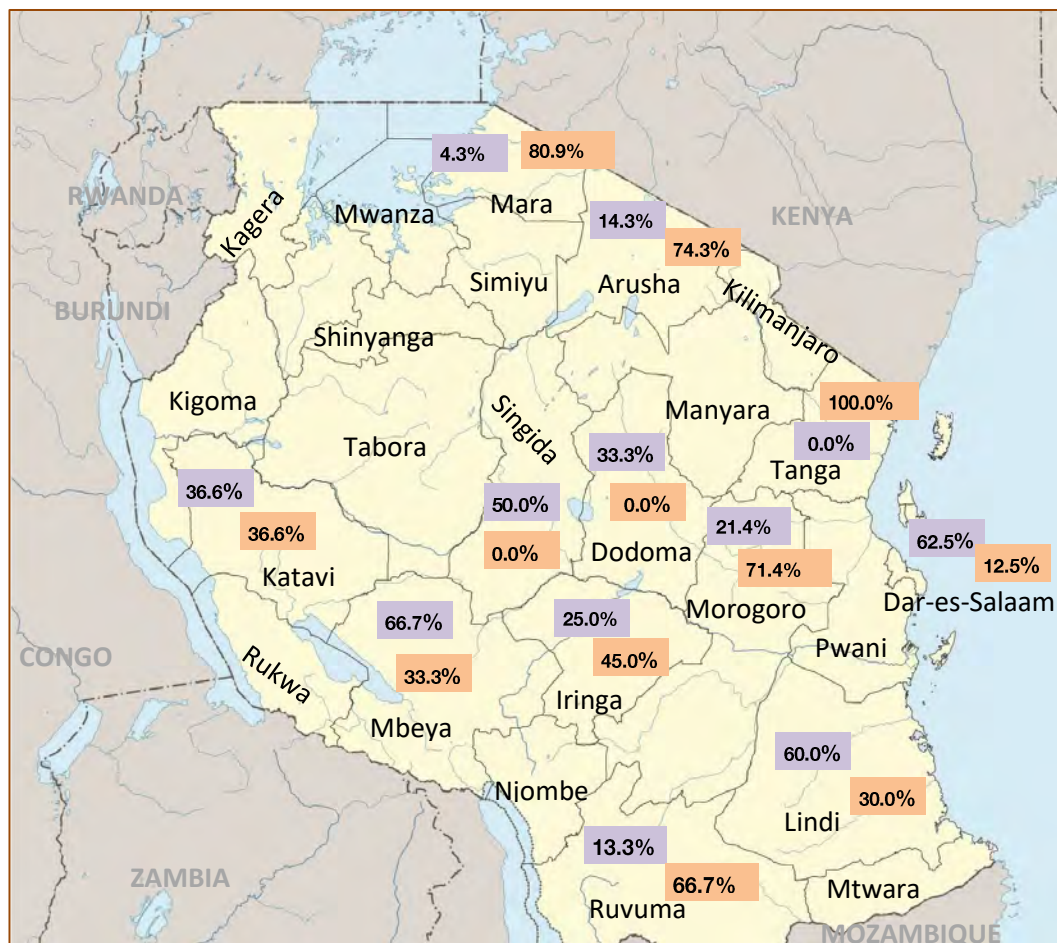 4.3%
80.9%
RWANDA
Kagera
Mwanza
Mara
KENYA
14.3%
74.3%
Simiyu
Arusha
Kilimanjaro
BURUNDI
Shinyanga
Kigoma
Tabora
Singida
Manyara
100.0%
0.0%
Tanga
33.3%
0.0%
Dodoma
36.6%
36.6%
Katavi
50.0%
0.0%
21.4%
71.4%
Morogoro
62.5%
12.5%
Dar-es-Salaam
Pwani
CONGO
Rukwa
66.7%
33.3%
Mbeya
25.0%
45.0%
Iringa
Njombe
60.0%
30.0%
Lindi
13.3%
66.7%
Ruvuma
Mtwara
ZAMBIA
MOZAMBIQUE